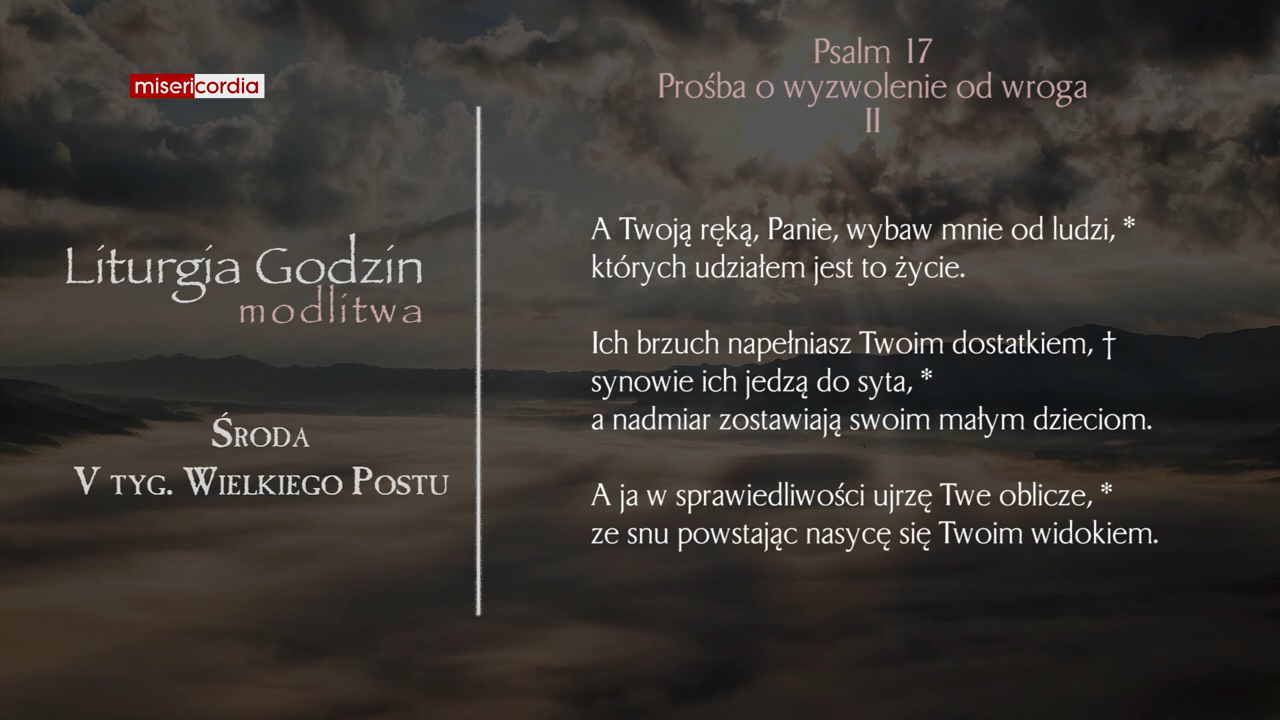 misericordia
Liturgia Godzin
modlitwa
Środa
V tyg. Wielkiego Postu
Psalm 17
Prośba o wyzwolenie od wroga
II
A Twoją ręką, Panie, wybaw mnie od ludzi, *
których udziałem jest to życie.
Ich brzuch napełniasz Twoim dostatkiem, †
synowie ich jedzą do syta, *
a nadmiar zostawiają swoim małym dzieciom.
A ja w sprawiedliwości ujrzę Twe oblicze, *
ze snu powstając nasycę się Twoim widokiem.